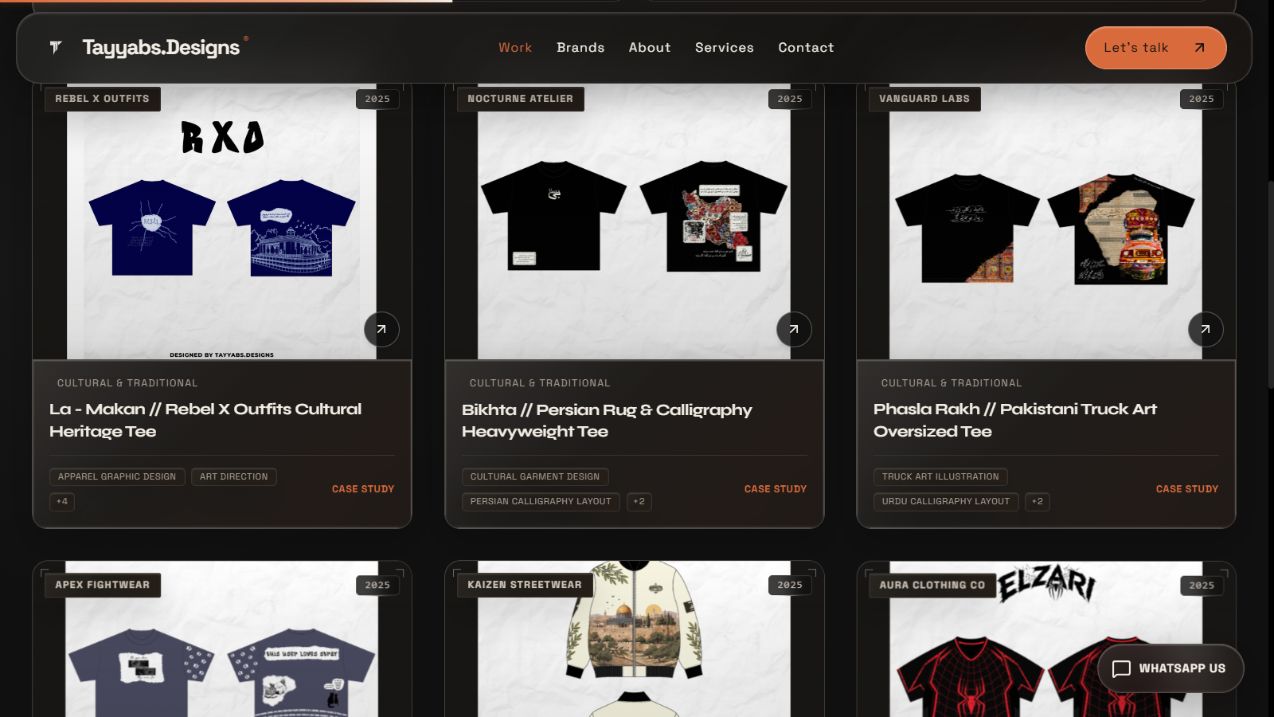 Tayyabs.Designs
Work
Brands
About
Services
Contact
Let's talk
REBEL X OUTFITS
2025
NOCTURNE ATELIER
2025
VANGUARD LABS
2025
RXO
DESIGNED BY TAYYABS.DESIGNS
CULTURAL & TRADITIONAL
La - Makan // Rebel X Outfits Cultural
Heritage Tee
APPAREL GRAPHIC DESIGN
ART DIRECTION
+4
CASE STUDY
CULTURAL & TRADITIONAL
Bikhta // Persian Rug & Calligraphy
Heavyweight Tee
CULTURAL GARMENT DESIGN
PERSIAN CALLIGRAPHY LAYOUT
+2
CASE STUDY
CULTURAL & TRADITIONAL
Phasla Rakh // Pakistani Truck Art
Oversized Tee
TRUCK ART ILLUSTRATION
URDU CALLIGRAPHY LAYOUT
+2
CASE STUDY
APEX FIGHTWEAR
2025
KAIZEN STREETWEAR
2025
AURA CLOTHING CO
2025
ELZARI
WHATSAPP US